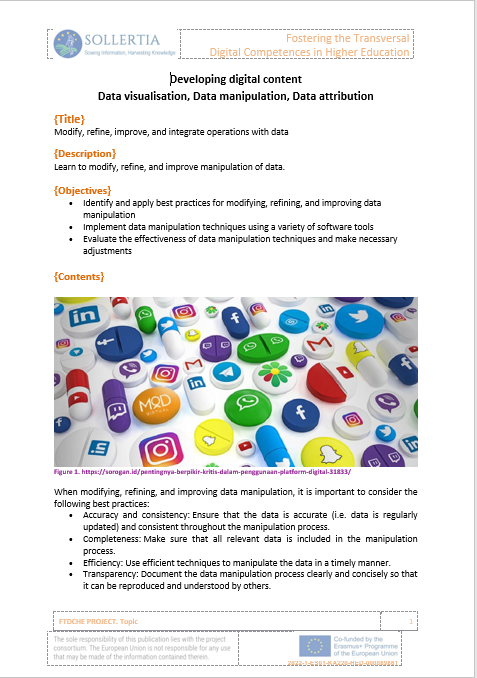 SOLLERTIA
Sowing Information, Harvesting Knowledge
Fostering the Transversal
Digital Competences in Higher Education
Developing digital content
Data visualisation, Data manipulation, Data attribution
{Title}
Modify, refine, improve, and integrate operations with data
{Description}
Learn to modify, refine, and improve manipulation of data.
{Objectives}
• Identify and apply best practices for modifying, refining, and improving data
manipulation
• Implement data manipulation techniques using a variety of software tools
• Evaluate the effectiveness of data manipulation techniques and make necessary
adjustments
{Contents}
MOD
Figure 1. https://sorogan.id/pentingnya-berpikir-kritis-dalam-penggunaan-platform-digital-31833/
When modifying, refining, and improving data manipulation, it is important to consider the
following best practices:
• Accuracy and consistency: Ensure that the data is accurate (i.e. data is regularly
updated) and consistent throughout the manipulation process.
• Completeness: Make sure that all relevant data is included in the manipulation
process.
• Efficiency: Use efficient techniques to manipulate the data in a timely manner.
• Transparency: Document the data manipulation process clearly and concisely so that
it can be reproduced and understood by others.
FTDCHE PROJECT. Topic
1
The sole responsibility of this publication lies with the project
consortium. The European Union is not responsible for any use
that may be made of the information contained therein.
Co-funded by the
Erasmus+ Programme
of the European Union